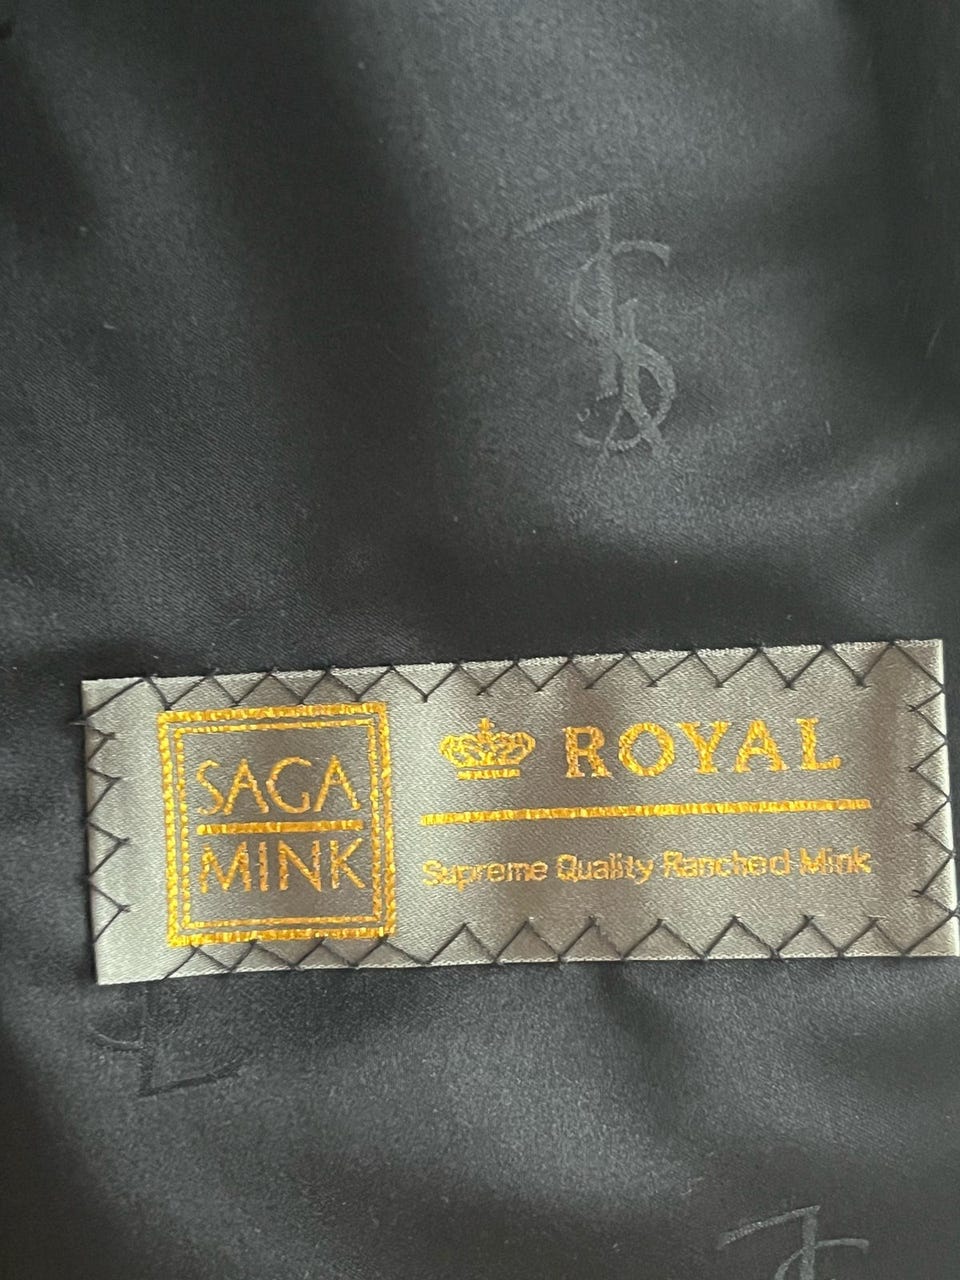 SAGA
MINK
ROYAL
Supreme Quality Ranched Mink